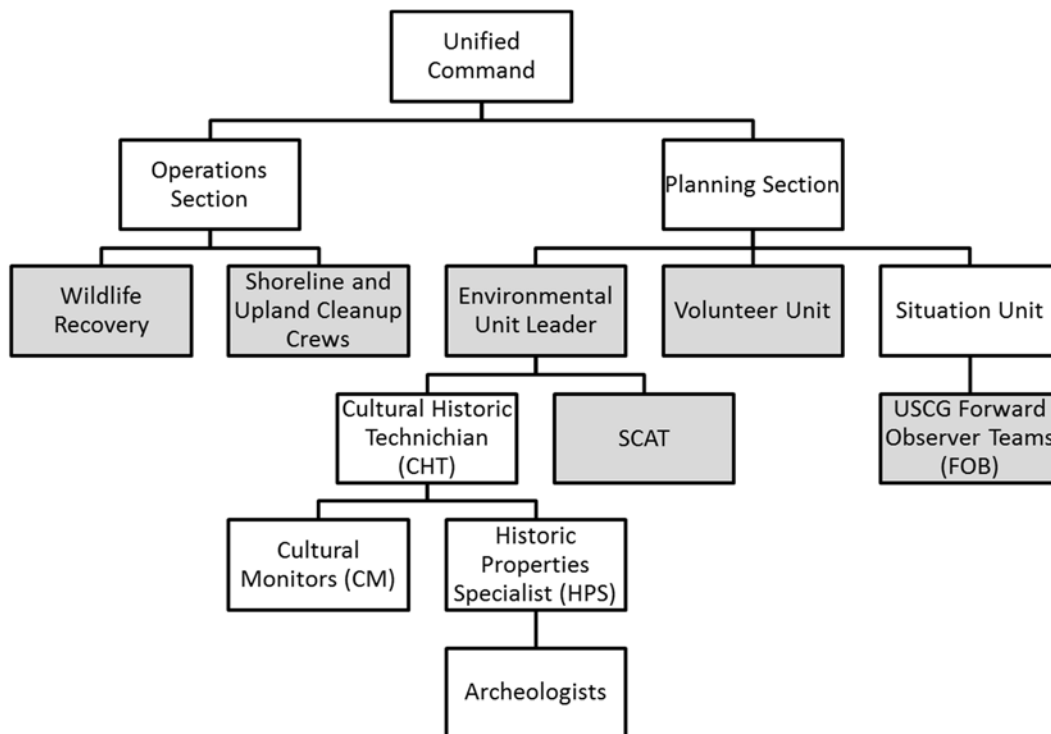 Unified
Command
Operations
Section
Planning Section
Wildlife
Recovery
Shoreline and
Upland Cleanup
Crews
Environmental
Unit Leader
Volunteer Unit
Situation Unit
Cultural Historic
Technichian
(CHT)
SCAT
USCG Forward
Observer Teams
(FOB)
Cultural
Monitors (CM)
Historic
Properties
Specialist (HPS)
Archeologists